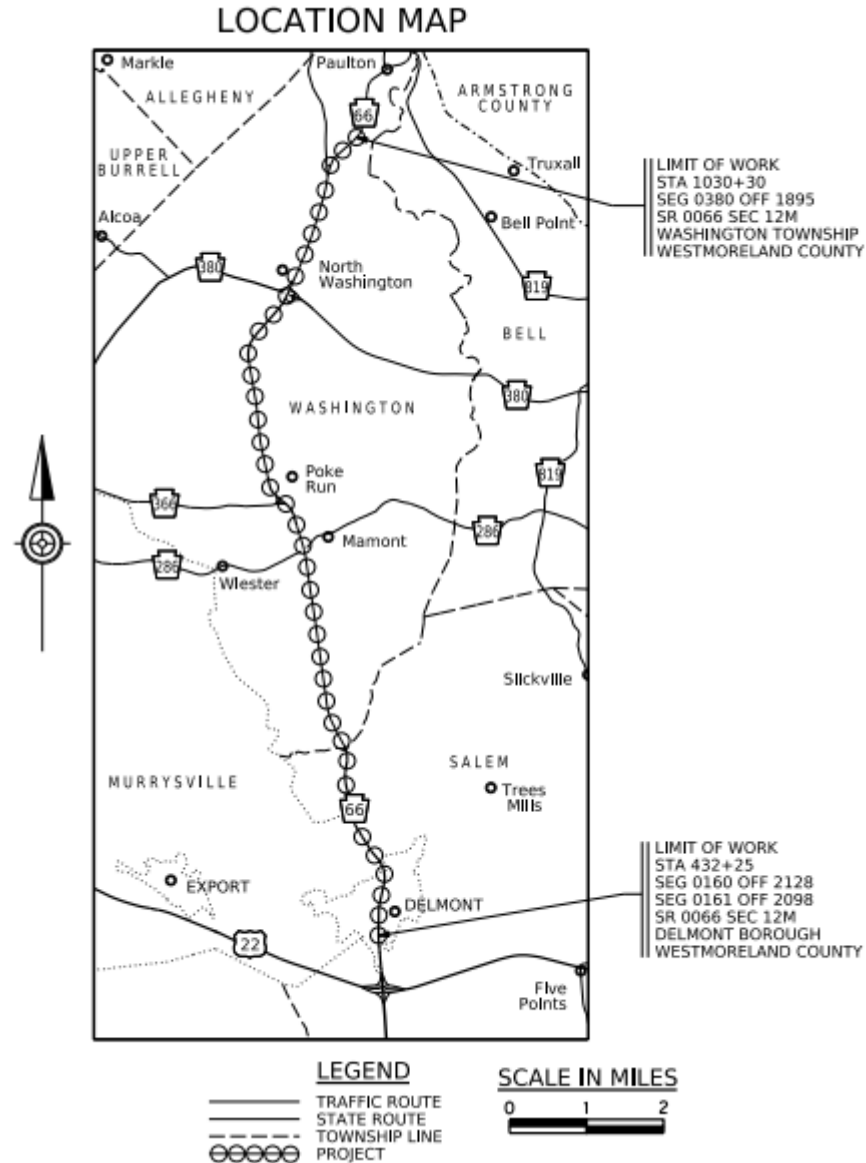 LOCATION MAP
Markle
Paulton
ALLEGHENY
ARMSTRONG
COUNTY
66
UPPER
BURRELL
Truxall
LIMIT OF WORK
STA 1030+30
SEG 0380 OFF 1895
SR 0066 SEC 12M
WASHINGTON TOWNSHIP
WESTMORELAND COUNTY
Alcoa
Bell Point
380
North
Washington
819
BELL
380
WASHINGTON
819
Poke
Run
366
286
Mamont
286
Wiester
Slickville
SALEM
MURRYSVILLE
Trees
Mills
66
LIMIT OF WORK
STA 432+25
SEG 0160 OFF 2128
SEG 0161 OFF 2098
SR 0066 SEC 12M
DELMONT BOROUGH
WESTMORELAND COUNTY
EXPORT
DELMONT
22
Five
Points
LEGEND
TRAFFIC ROUTE
STATE ROUTE
TOWNSHIP LINE
PROJECT
SCALE IN MILES
0 1 2